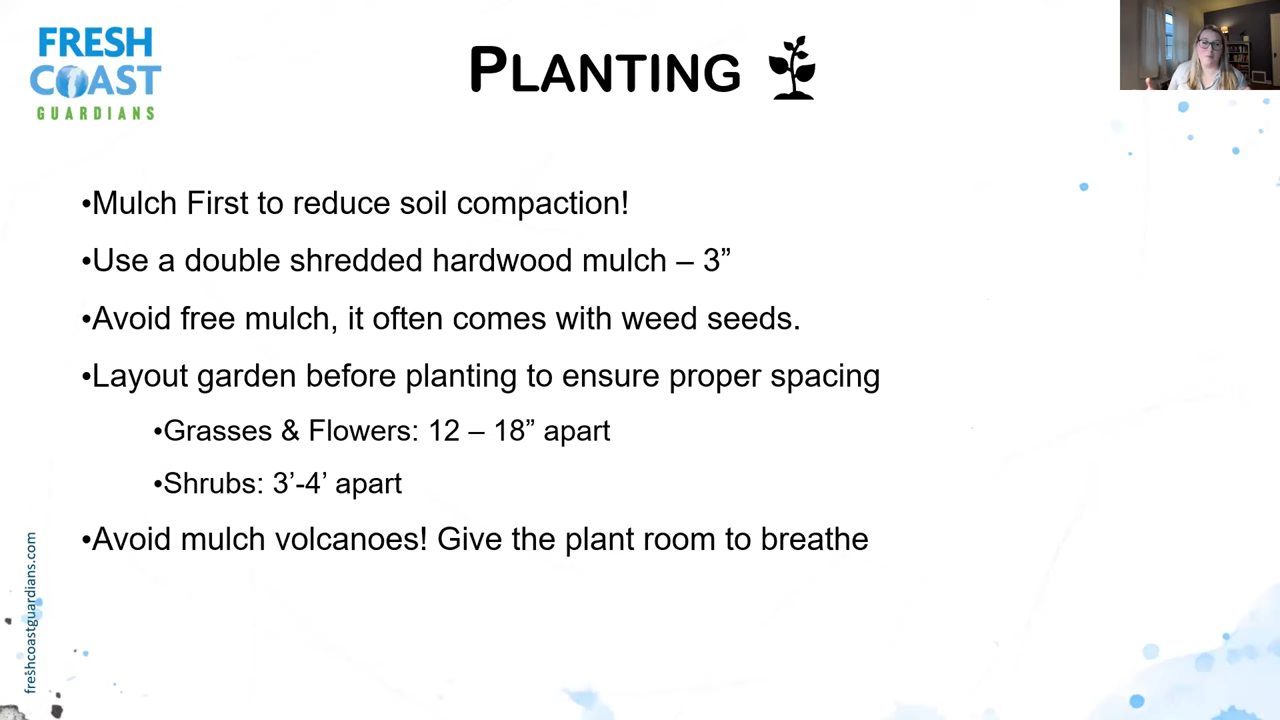 FRESH
COAST
GUARDIANS
PLANTING
•Mulch First to reduce soil compaction!
•Use a double shredded hardwood mulch – 3”
•Avoid free mulch, it often comes with weed seeds.
•Layout garden before planting to ensure proper spacing
•Grasses & Flowers: 12 – 18” apart
•Shrubs: 3’-4’ apart
•Avoid mulch volcanoes! Give the plant room to breathe
freshcoastguardians.com